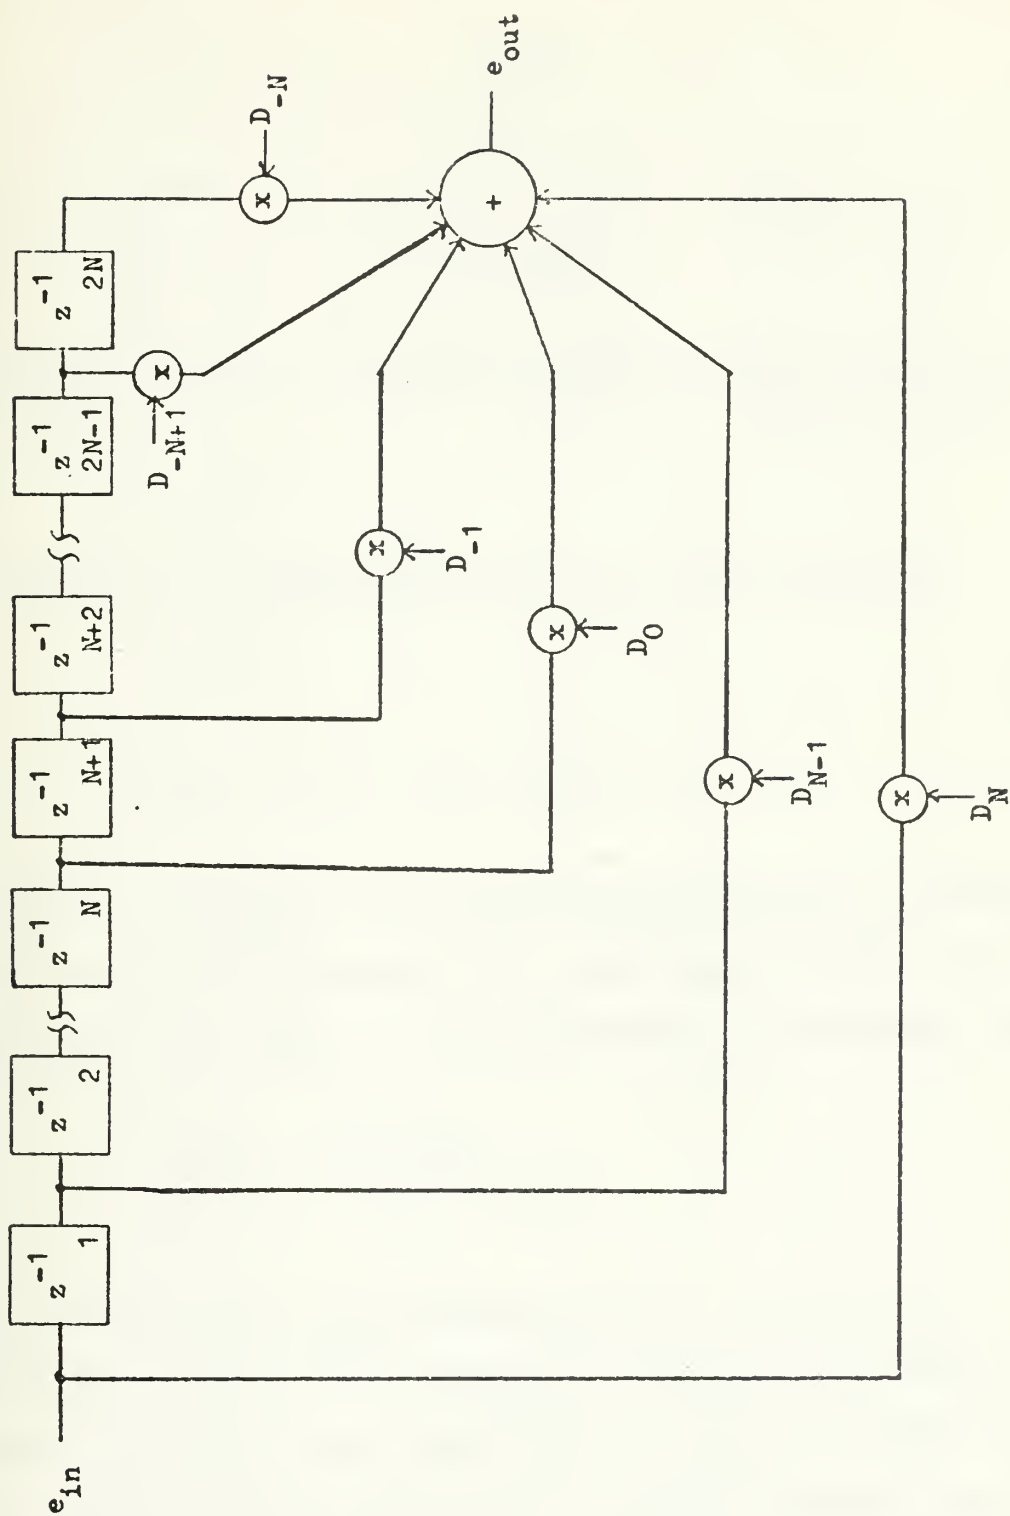 e_in
z^-1 1
z^-1 2
z^-1 N
z^-1 N+1
z^-1 N+2
z^-1 2N-1
z^-1 2N
x D_-N
x D_-N+1
x D_-1
x D_0
x D_N-1
x D_N
+
e_out